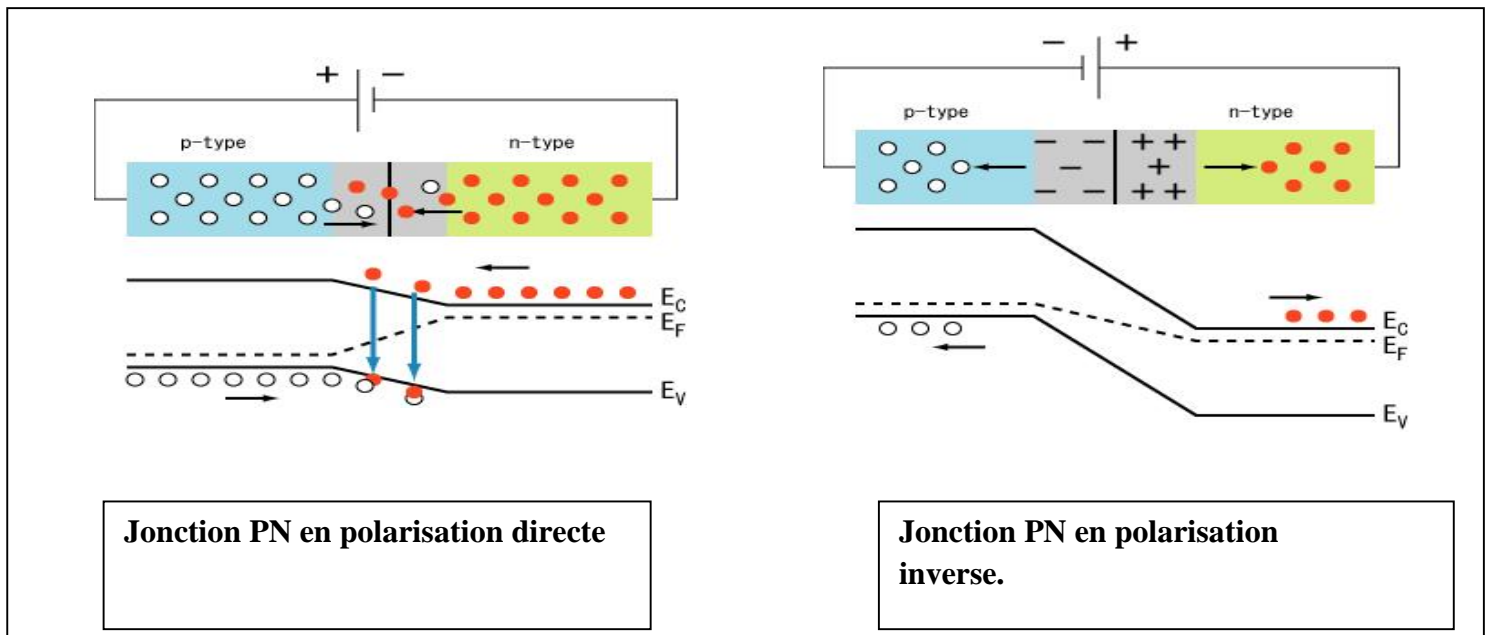 + −
p-type n-type
E_C
E_F
E_V
Jonction PN en polarisation directe
− +
p-type n-type
− − + +
− +
− − + +
E_C
E_F
E_V
Jonction PN en polarisation
inverse.